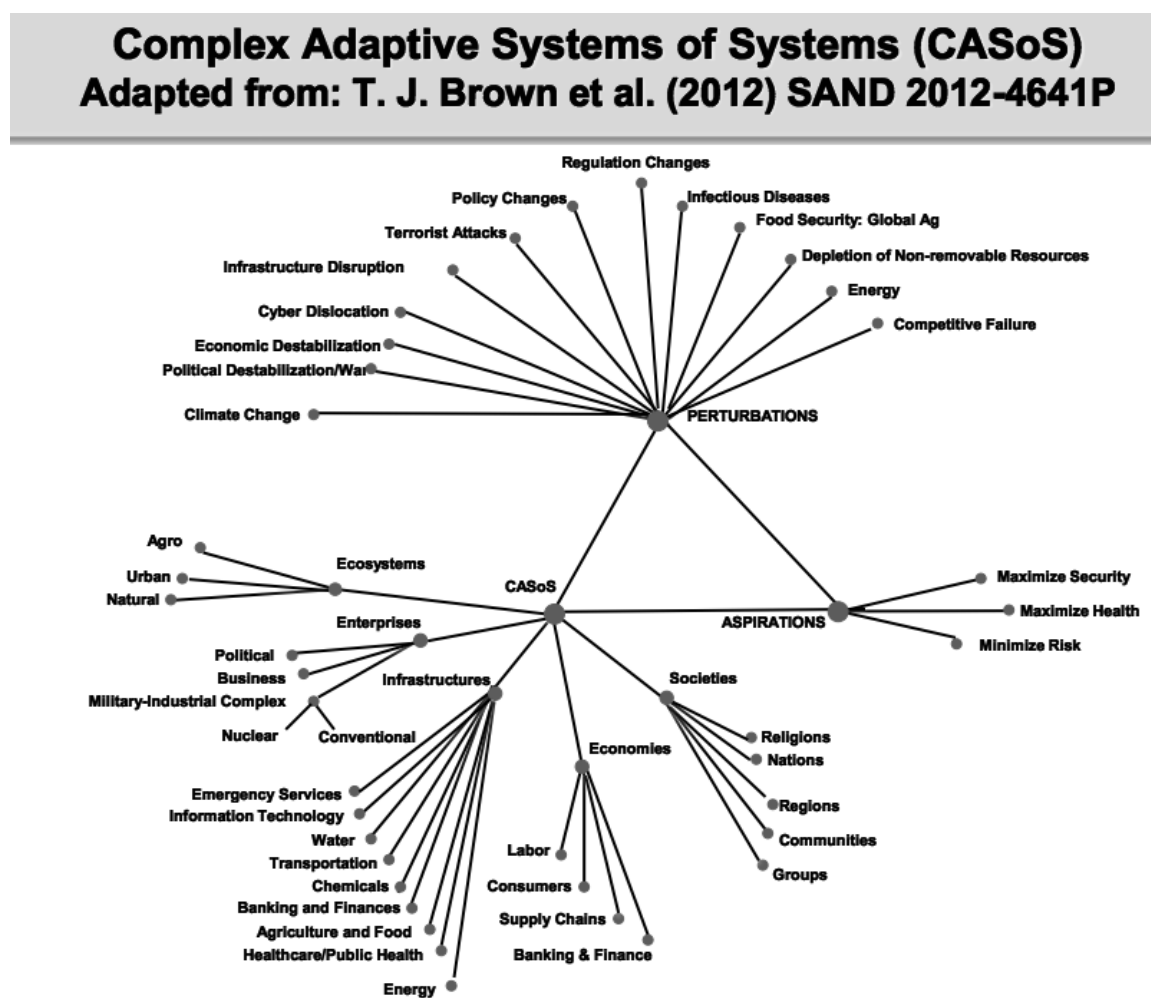 Complex Adaptive Systems of Systems (CASoS)
Adapted from: T. J. Brown et al. (2012) SAND 2012-4641P
Regulation Changes
Policy Changes
Infectious Diseases
Food Security: Global Ag
Terrorist Attacks
Depletion of Non-removable Resources
Infrastructure Disruption
Energy
Cyber Dislocation
Competitive Failure
Economic Destabilization
Political Destabilization/War
Climate Change
PERTURBATIONS
Agro
Ecosystems
Urban
CASoS
Maximize Security
Natural
Maximize Health
Enterprises
ASPIRATIONS
Minimize Risk
Political
Business
Infrastructures
Societies
Military-Industrial Complex
Nuclear
Conventional
Religions
Economies
Nations
Emergency Services
Regions
Information Technology
Water
Communities
Labor
Transportation
Groups
Chemicals
Consumers
Banking and Finances
Supply Chains
Agriculture and Food
Healthcare/Public Health
Banking & Finance
Energy